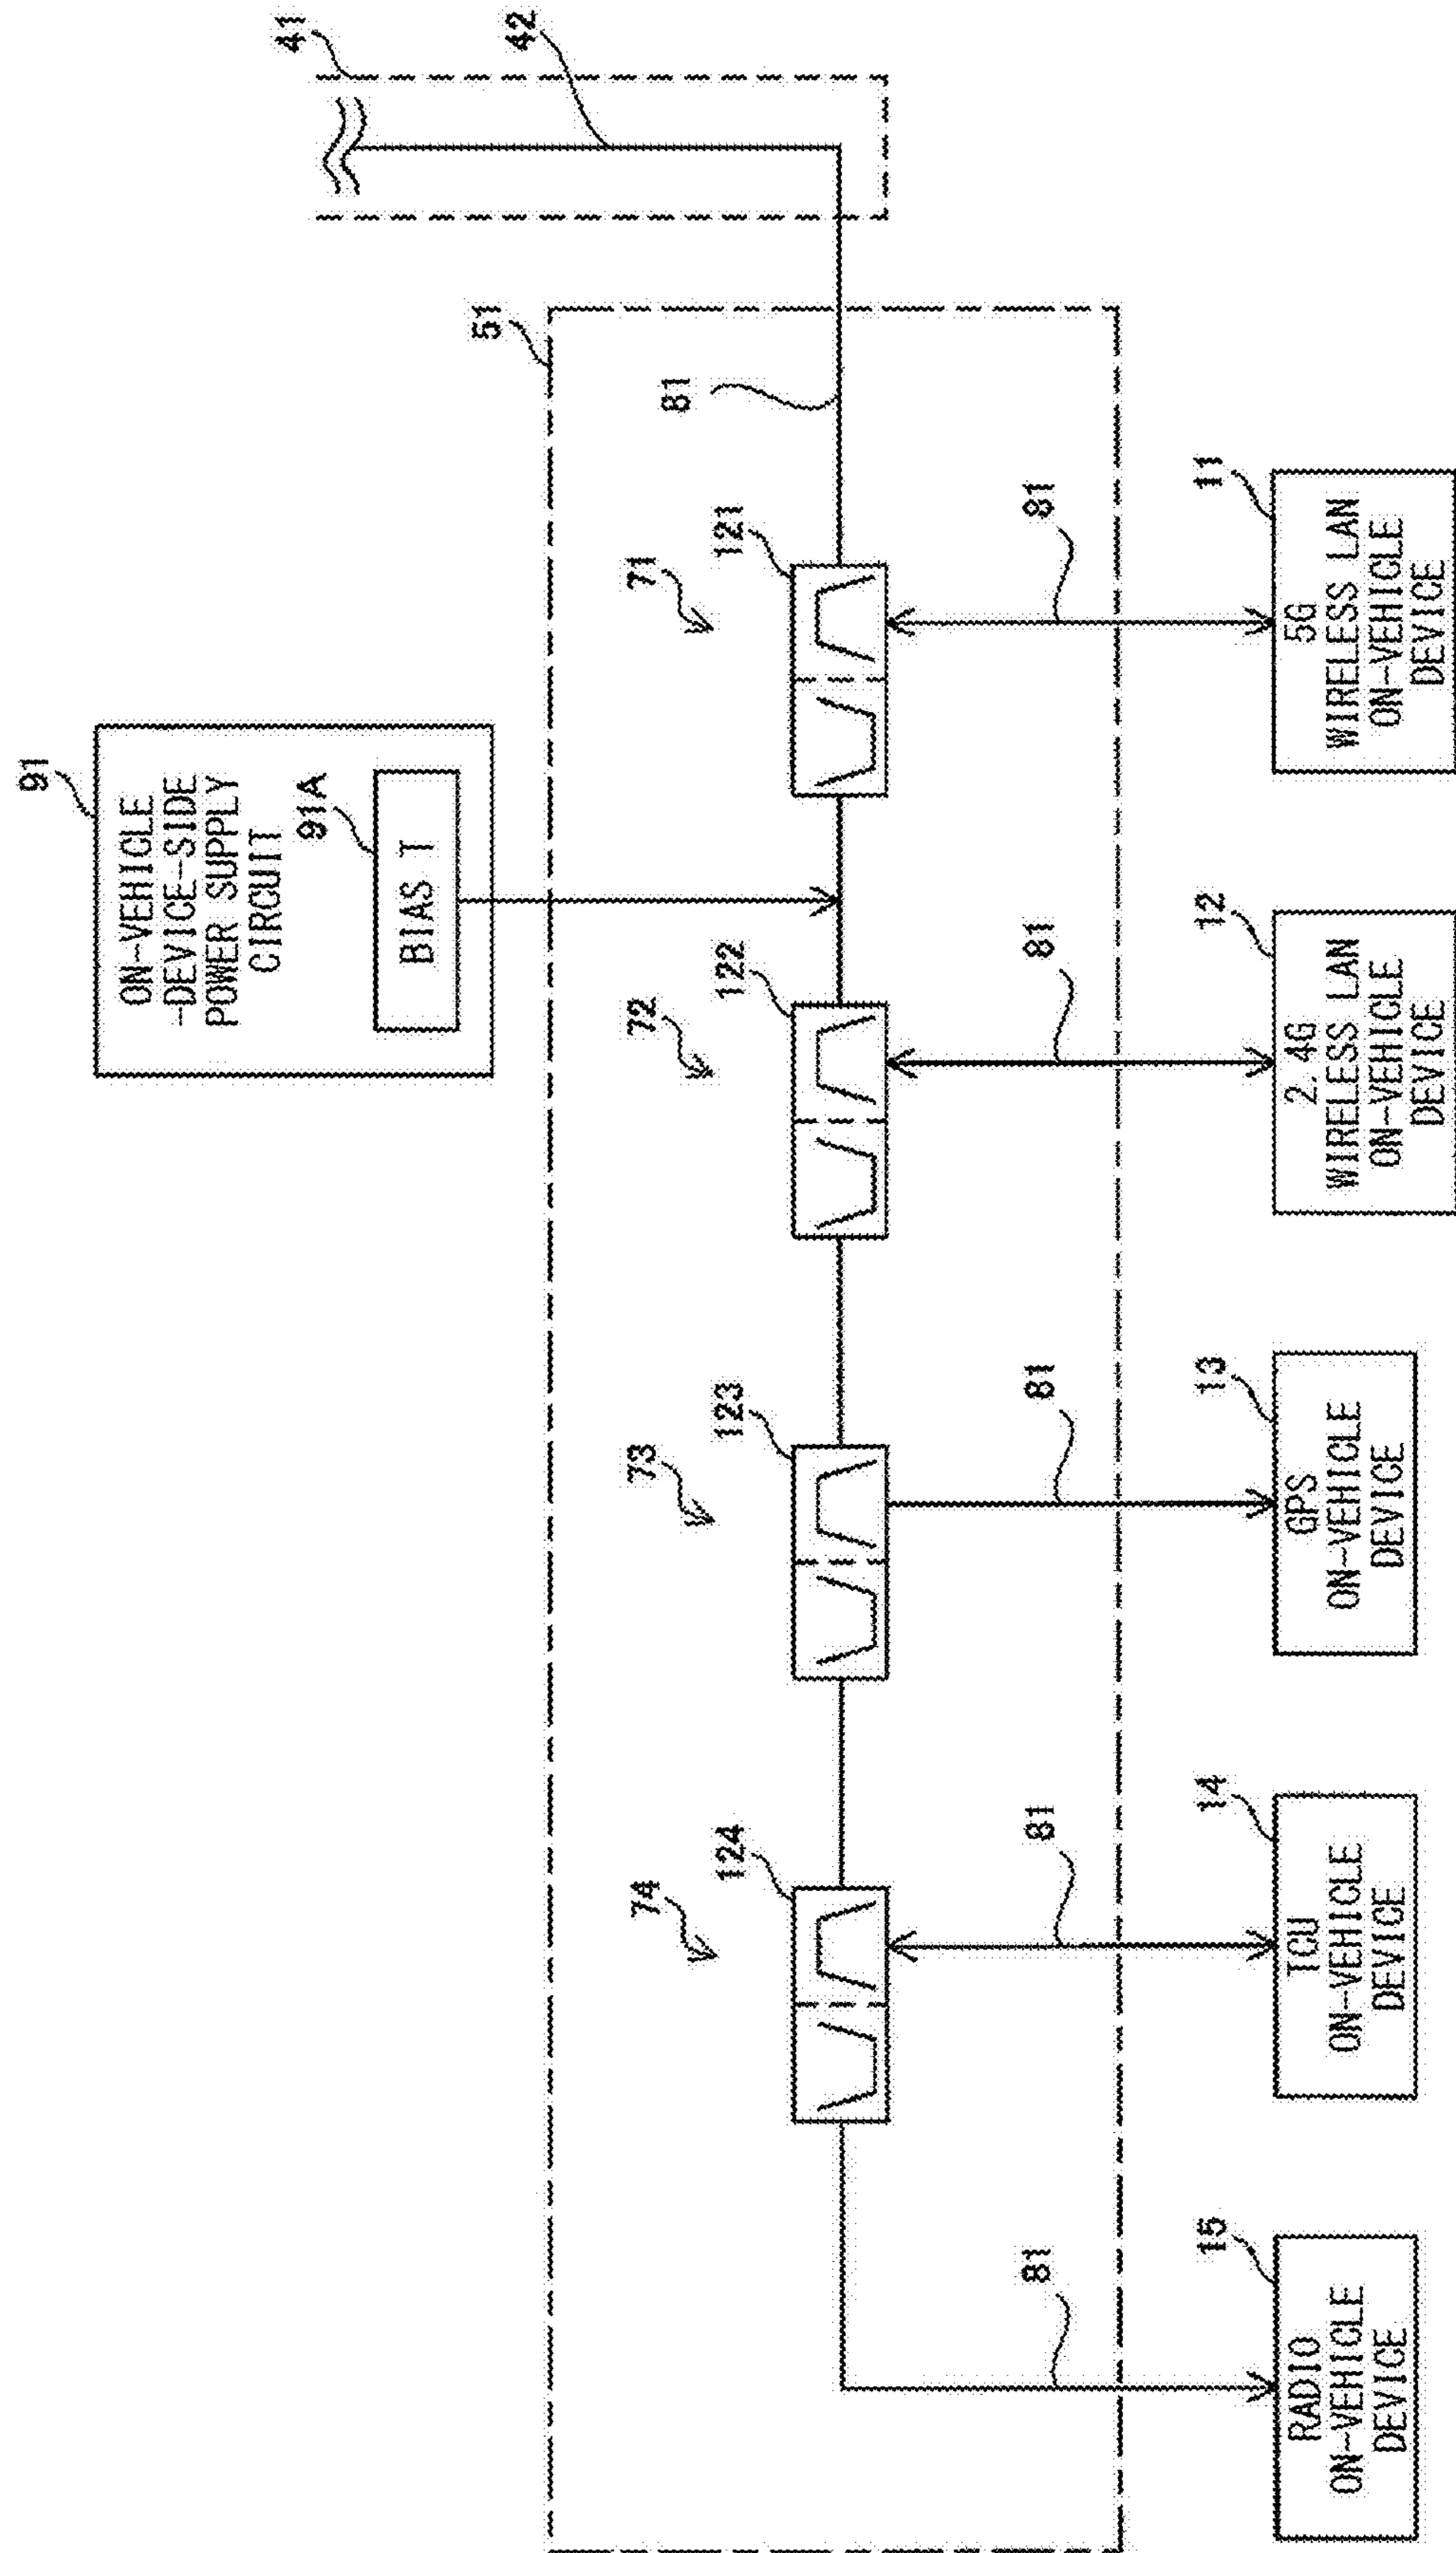 41
42
51
81
91
ON-VEHICLE
-DEVICE-SIDE
POWER SUPPLY
CIRCUIT
91A
BIAS T
74
124
73
123
72
122
71
121
81
81
81
81
81
15
RADIO
ON-VEHICLE
DEVICE
14
TCU
ON-VEHICLE
DEVICE
13
GPS
ON-VEHICLE
DEVICE
12
2.4G
WIRELESS LAN
ON-VEHICLE
DEVICE
11
5G
WIRELESS LAN
ON-VEHICLE
DEVICE